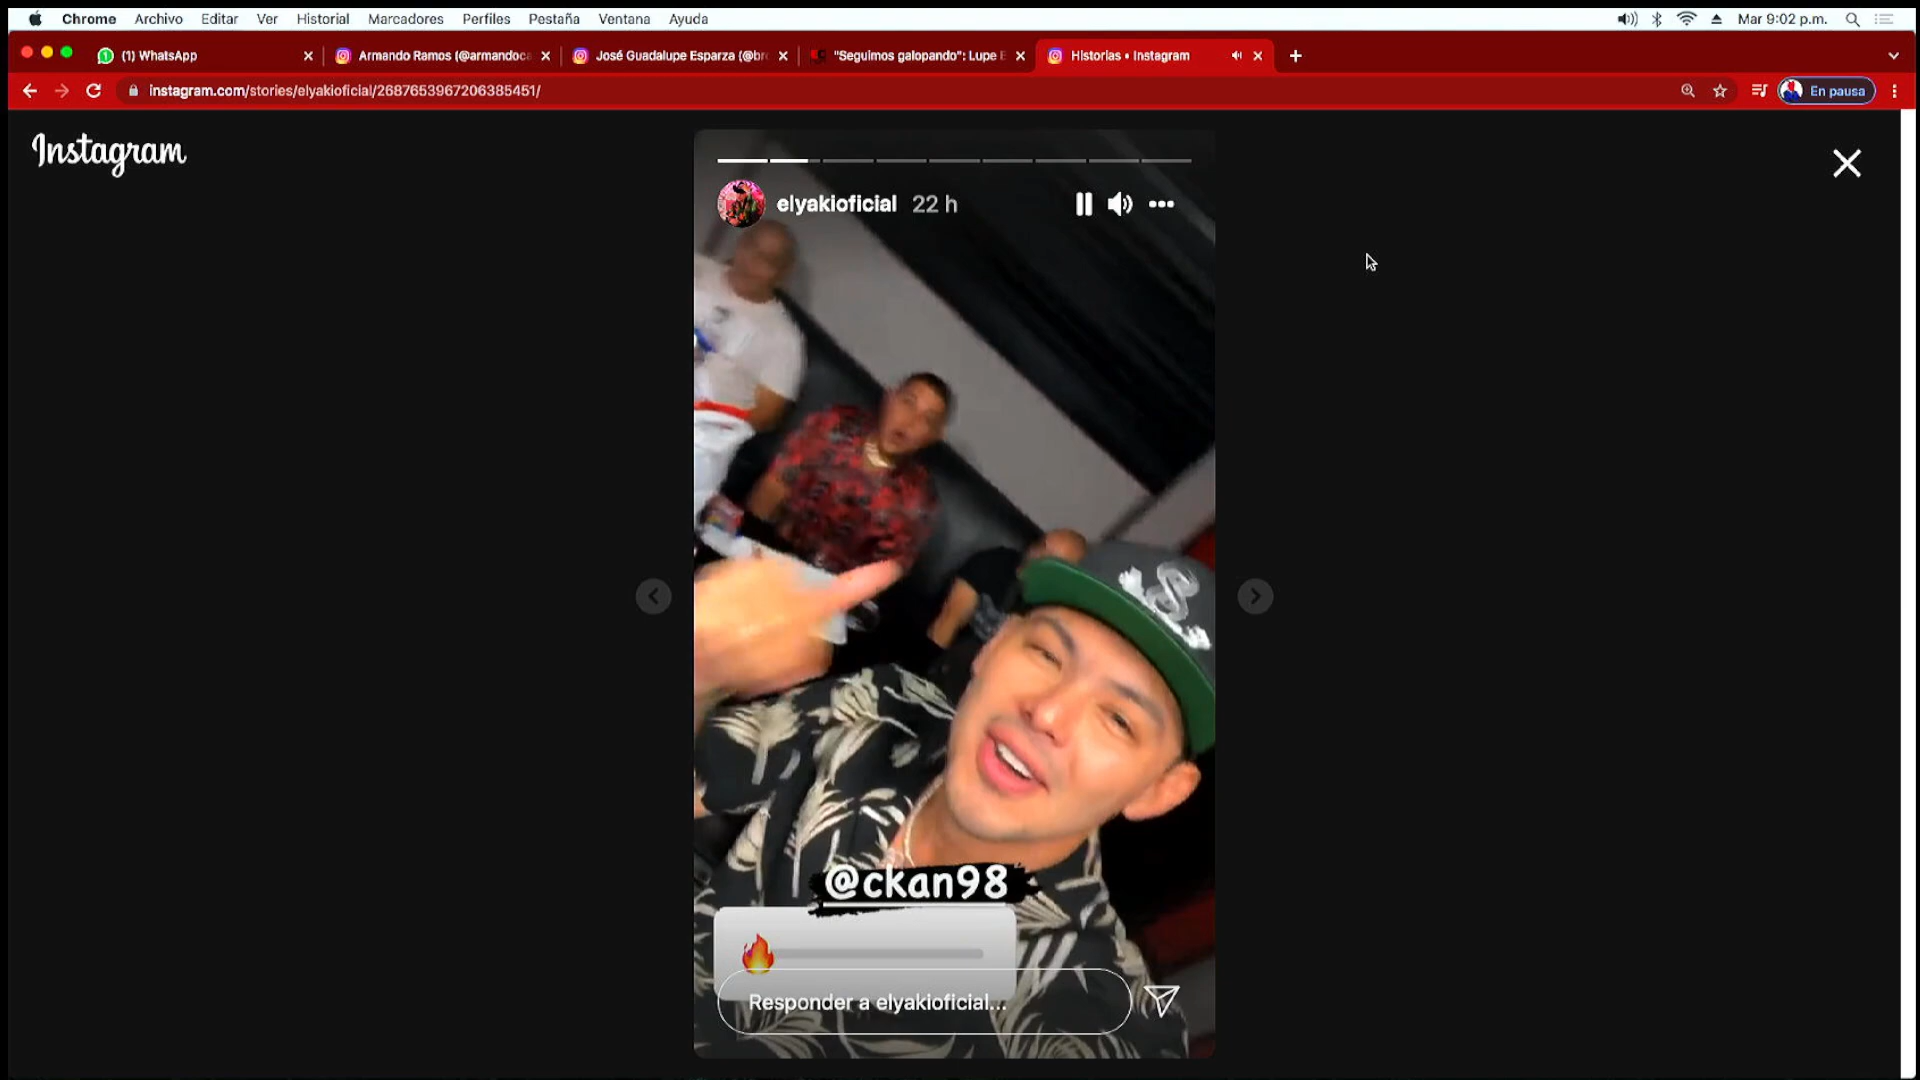 Chrome Archivo Editar Ver Historial Marcadores Perfiles Pestaña Ventana Ayuda Mar 9:02 p.m.
(1) WhatsApp Armando Ramos (@armandoca José Guadalupe Esparza (@br "Seguimos galopando": Lupe E Historias • Instagram
instagram.com/stories/elyakioficial/2687653967206385451/ En pausa
Instagram
elyakioficial 22 h
@ckan98
Responder a elyakioficial...